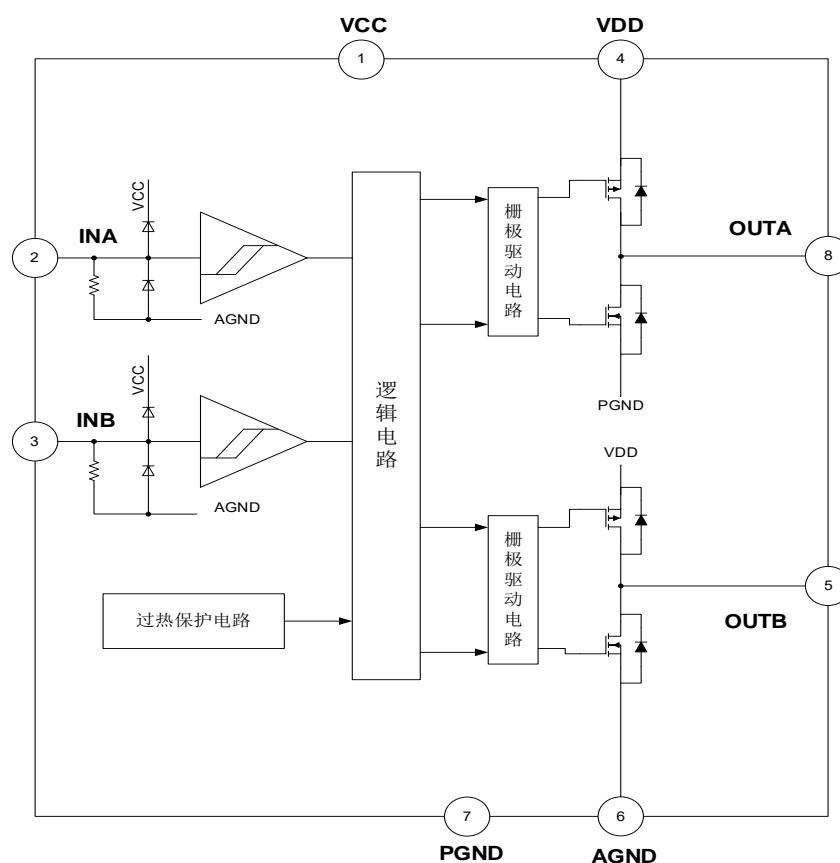 VCC
VDD
1
4
VCC
INA
2
AGND
栅极驱动电路
OUTA
8
PGND
VCC
INB
3
AGND
逻辑电路
VDD
栅极驱动电路
5
OUTB
过热保护电路
7
6
PGND
AGND